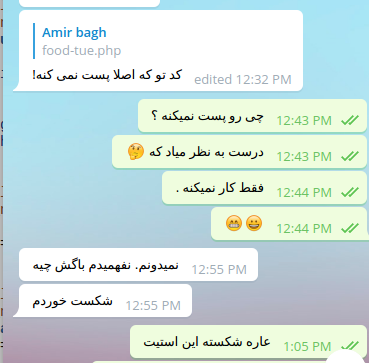 Amir bagh
food-tue.php
کد تو که اصلا پست نمی کنه!
edited 12:32 PM
چی رو پست نمیکنه ؟
12:43 PM
درست به نظر میاد که 🤔
12:43 PM
فقط کار نمیکنه .
12:44 PM
😁😀
12:44 PM
نمیدونم. نفهمیدم باگش چیه
12:55 PM
شکست خوردم
12:55 PM
عاره شکسته این استیت
1:05 PM